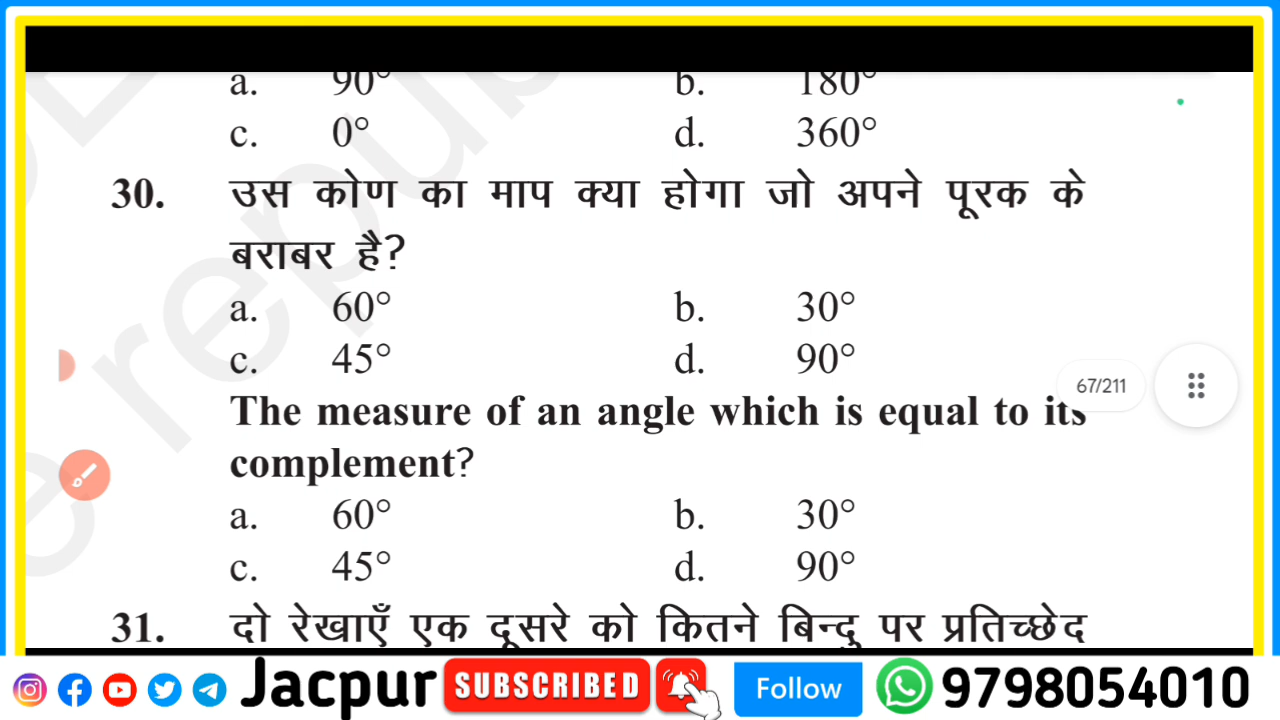 a. 90° b. 180°
c. 0° d. 360°
30. उस कोण का माप क्या होगा जो अपने पूरक के
बराबर है?
a. 60° b. 30°
c. 45° d. 90°
67/211
The measure of an angle which is equal to its
complement?
a. 60° b. 30°
c. 45° d. 90°
31. दो रेखाएँ एक दूसरे को कितने बिन्दु पर प्रतिच्छेद
Jacpur SUBSCRIBED Follow 9798054010